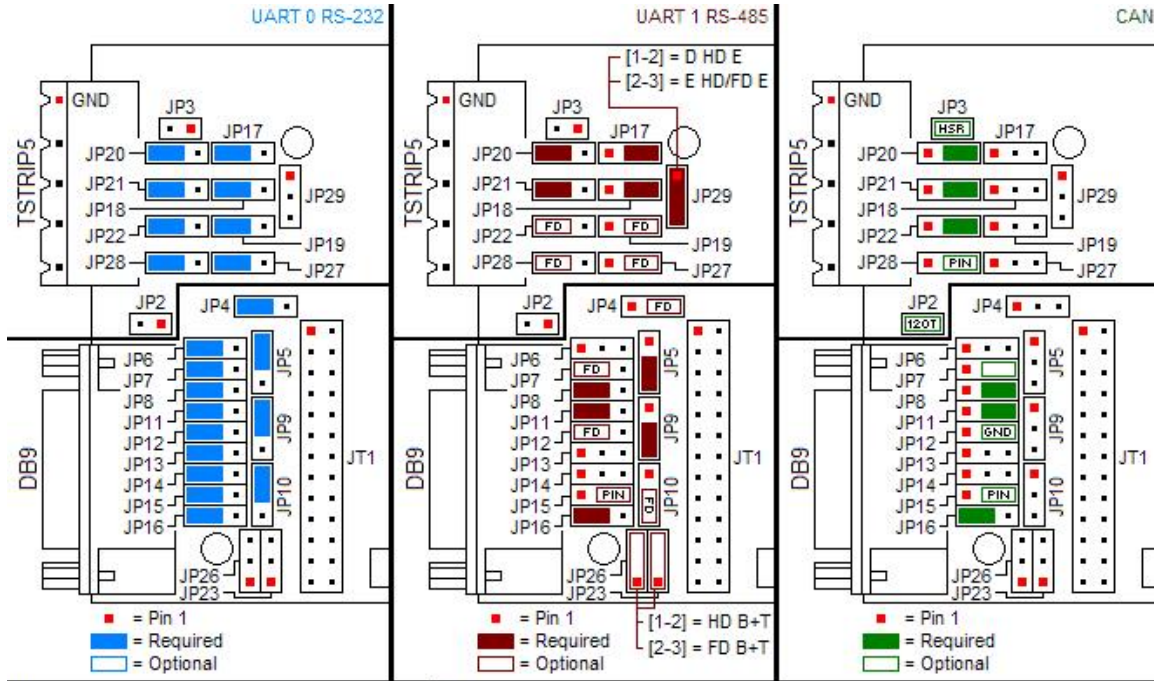 UART 0 RS-232
GND
JP3
JP17
JP20
JP21
JP18
JP29
JP22
JP19
JP28
JP27
TSTRIP5
JP2
JP4
JP6
JP7
JP8
JP11
JP12
JP13
JP14
JP15
JP16
JP5
JP9
JP10
JT1
DB9
JP26
JP23
= Pin 1
= Required
= Optional
UART 1 RS-485
[1-2] = D HD E
[2-3] = E HD/FD E
GND
JP3
JP17
JP20
JP21
JP18
JP29
JP22
FD
FD
JP19
JP28
FD
FD
JP27
TSTRIP5
JP2
JP4
FD
JP6
FD
JP7
JP8
JP11
FD
JP12
JP13
JP14
PIN
JP15
JP16
JP5
JP9
JP10
FD
JT1
DB9
JP26
JP23
[1-2] = HD B+T
[2-3] = FD B+T
= Pin 1
= Required
= Optional
CAN
GND
JP3
HSR
JP17
JP20
JP21
JP18
JP29
JP22
JP19
JP28
PIN
JP27
TSTRIP5
JP2
120T
JP4
JP6
JP7
JP8
JP11
GND
JP12
JP13
JP14
PIN
JP15
JP16
JP5
JP9
JP10
JT1
DB9
JP26
JP23
= Pin 1
= Required
= Optional